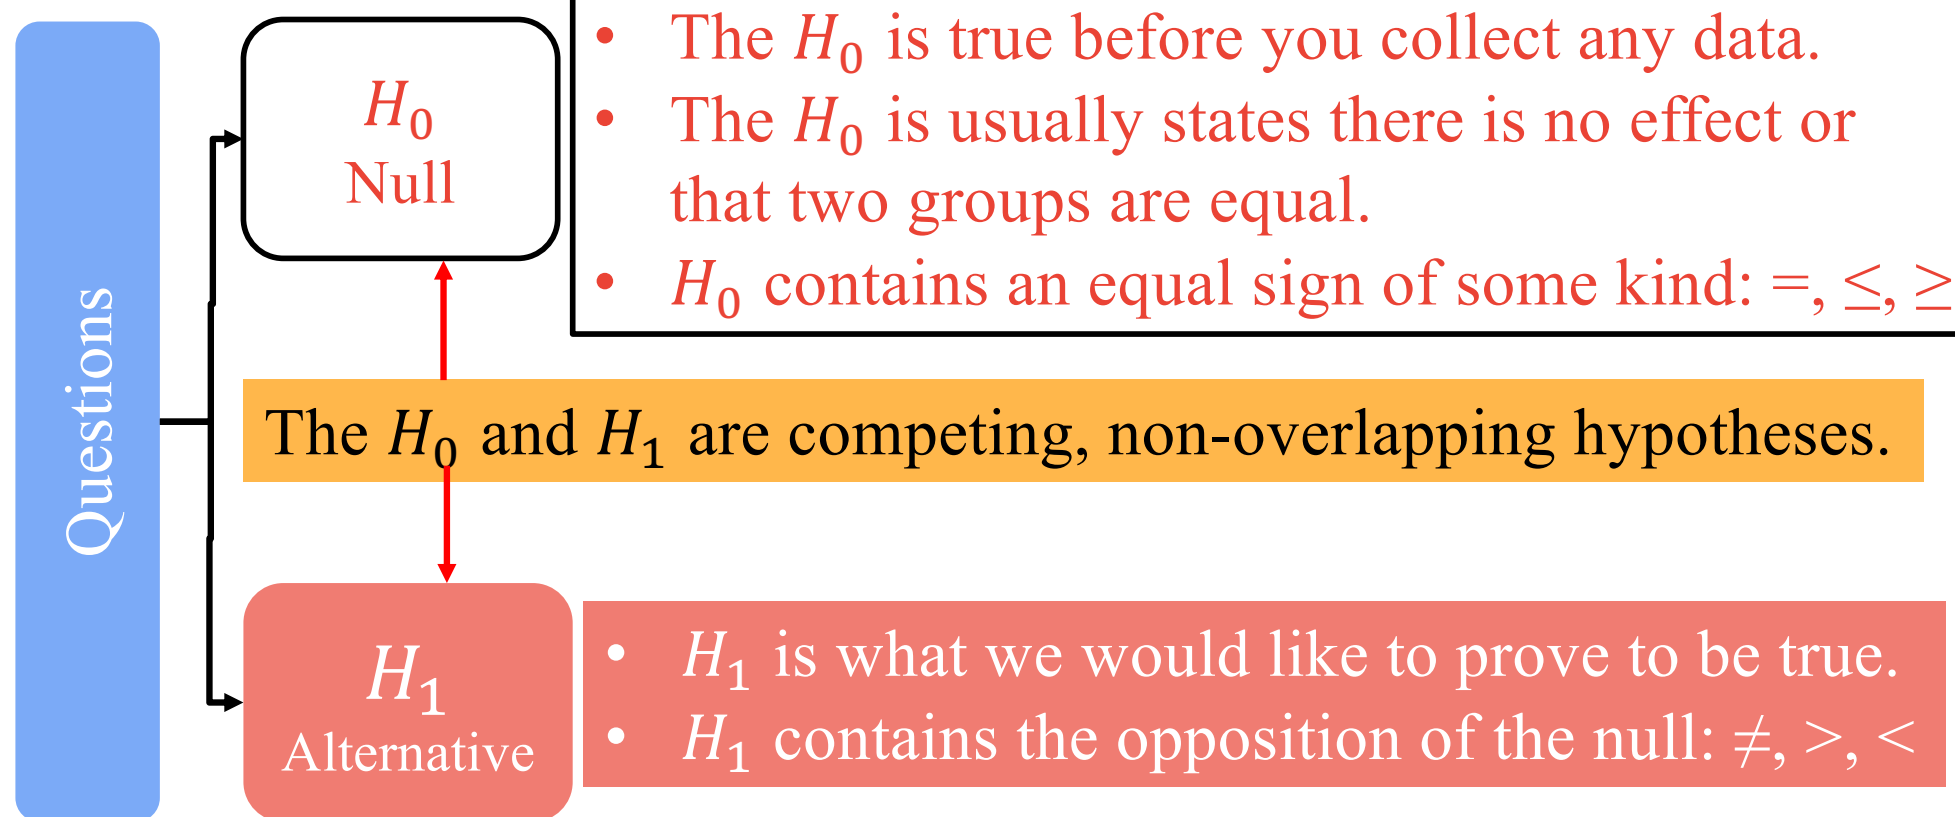 Questions
H₀
Null
• The H₀ is true before you collect any data.
• The H₀ is usually states there is no effect or
that two groups are equal.
• H₀ contains an equal sign of some kind: =, ≤, ≥
The H₀ and H₁ are competing, non-overlapping hypotheses.
H₁
Alternative
• H₁ is what we would like to prove to be true.
• H₁ contains the opposition of the null: ≠, >, <